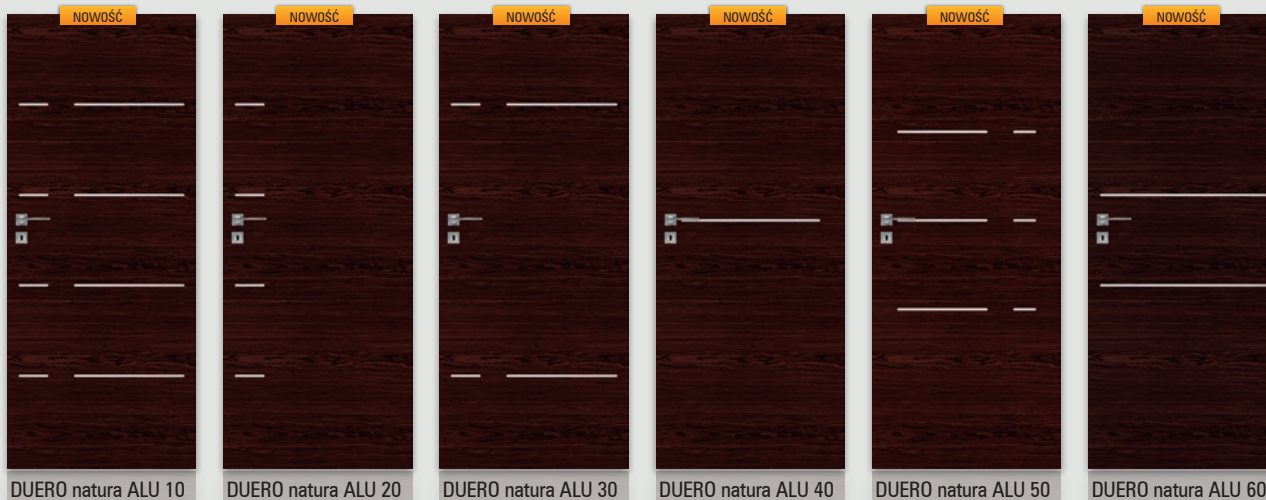 NOWOŚĆ
NOWOŚĆ
NOWOŚĆ
NOWOŚĆ
NOWOŚĆ
NOWOŚĆ
DUERO natura ALU 10
DUERO natura ALU 20
DUERO natura ALU 30
DUERO natura ALU 40
DUERO natura ALU 50
DUERO natura ALU 60